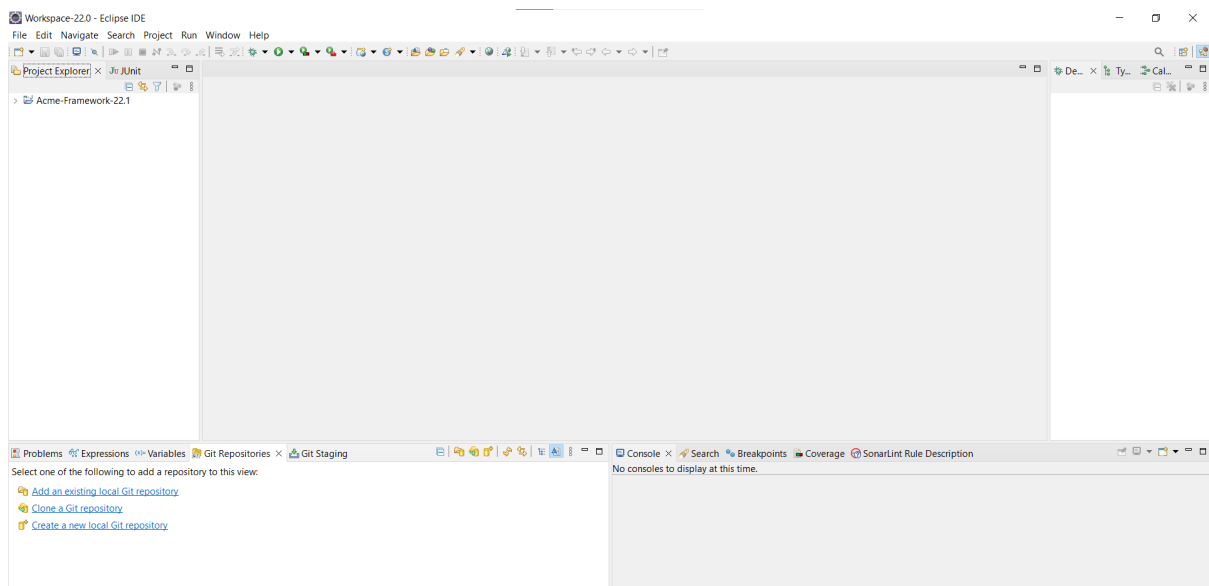 Workspace-22.0 - Eclipse IDE
File Edit Navigate Search Project Run Window Help
Project Explorer JUnit
De... Ty... Cal...
Acme-Framework-22.1
Problems Expressions Variables Git Repositories Git Staging
Console Search Breakpoints Coverage SonarLint Rule Description
Select one of the following to add a repository to this view:
No consoles to display at this time.
Add an existing local Git repository
Clone a Git repository
Create a new local Git repository